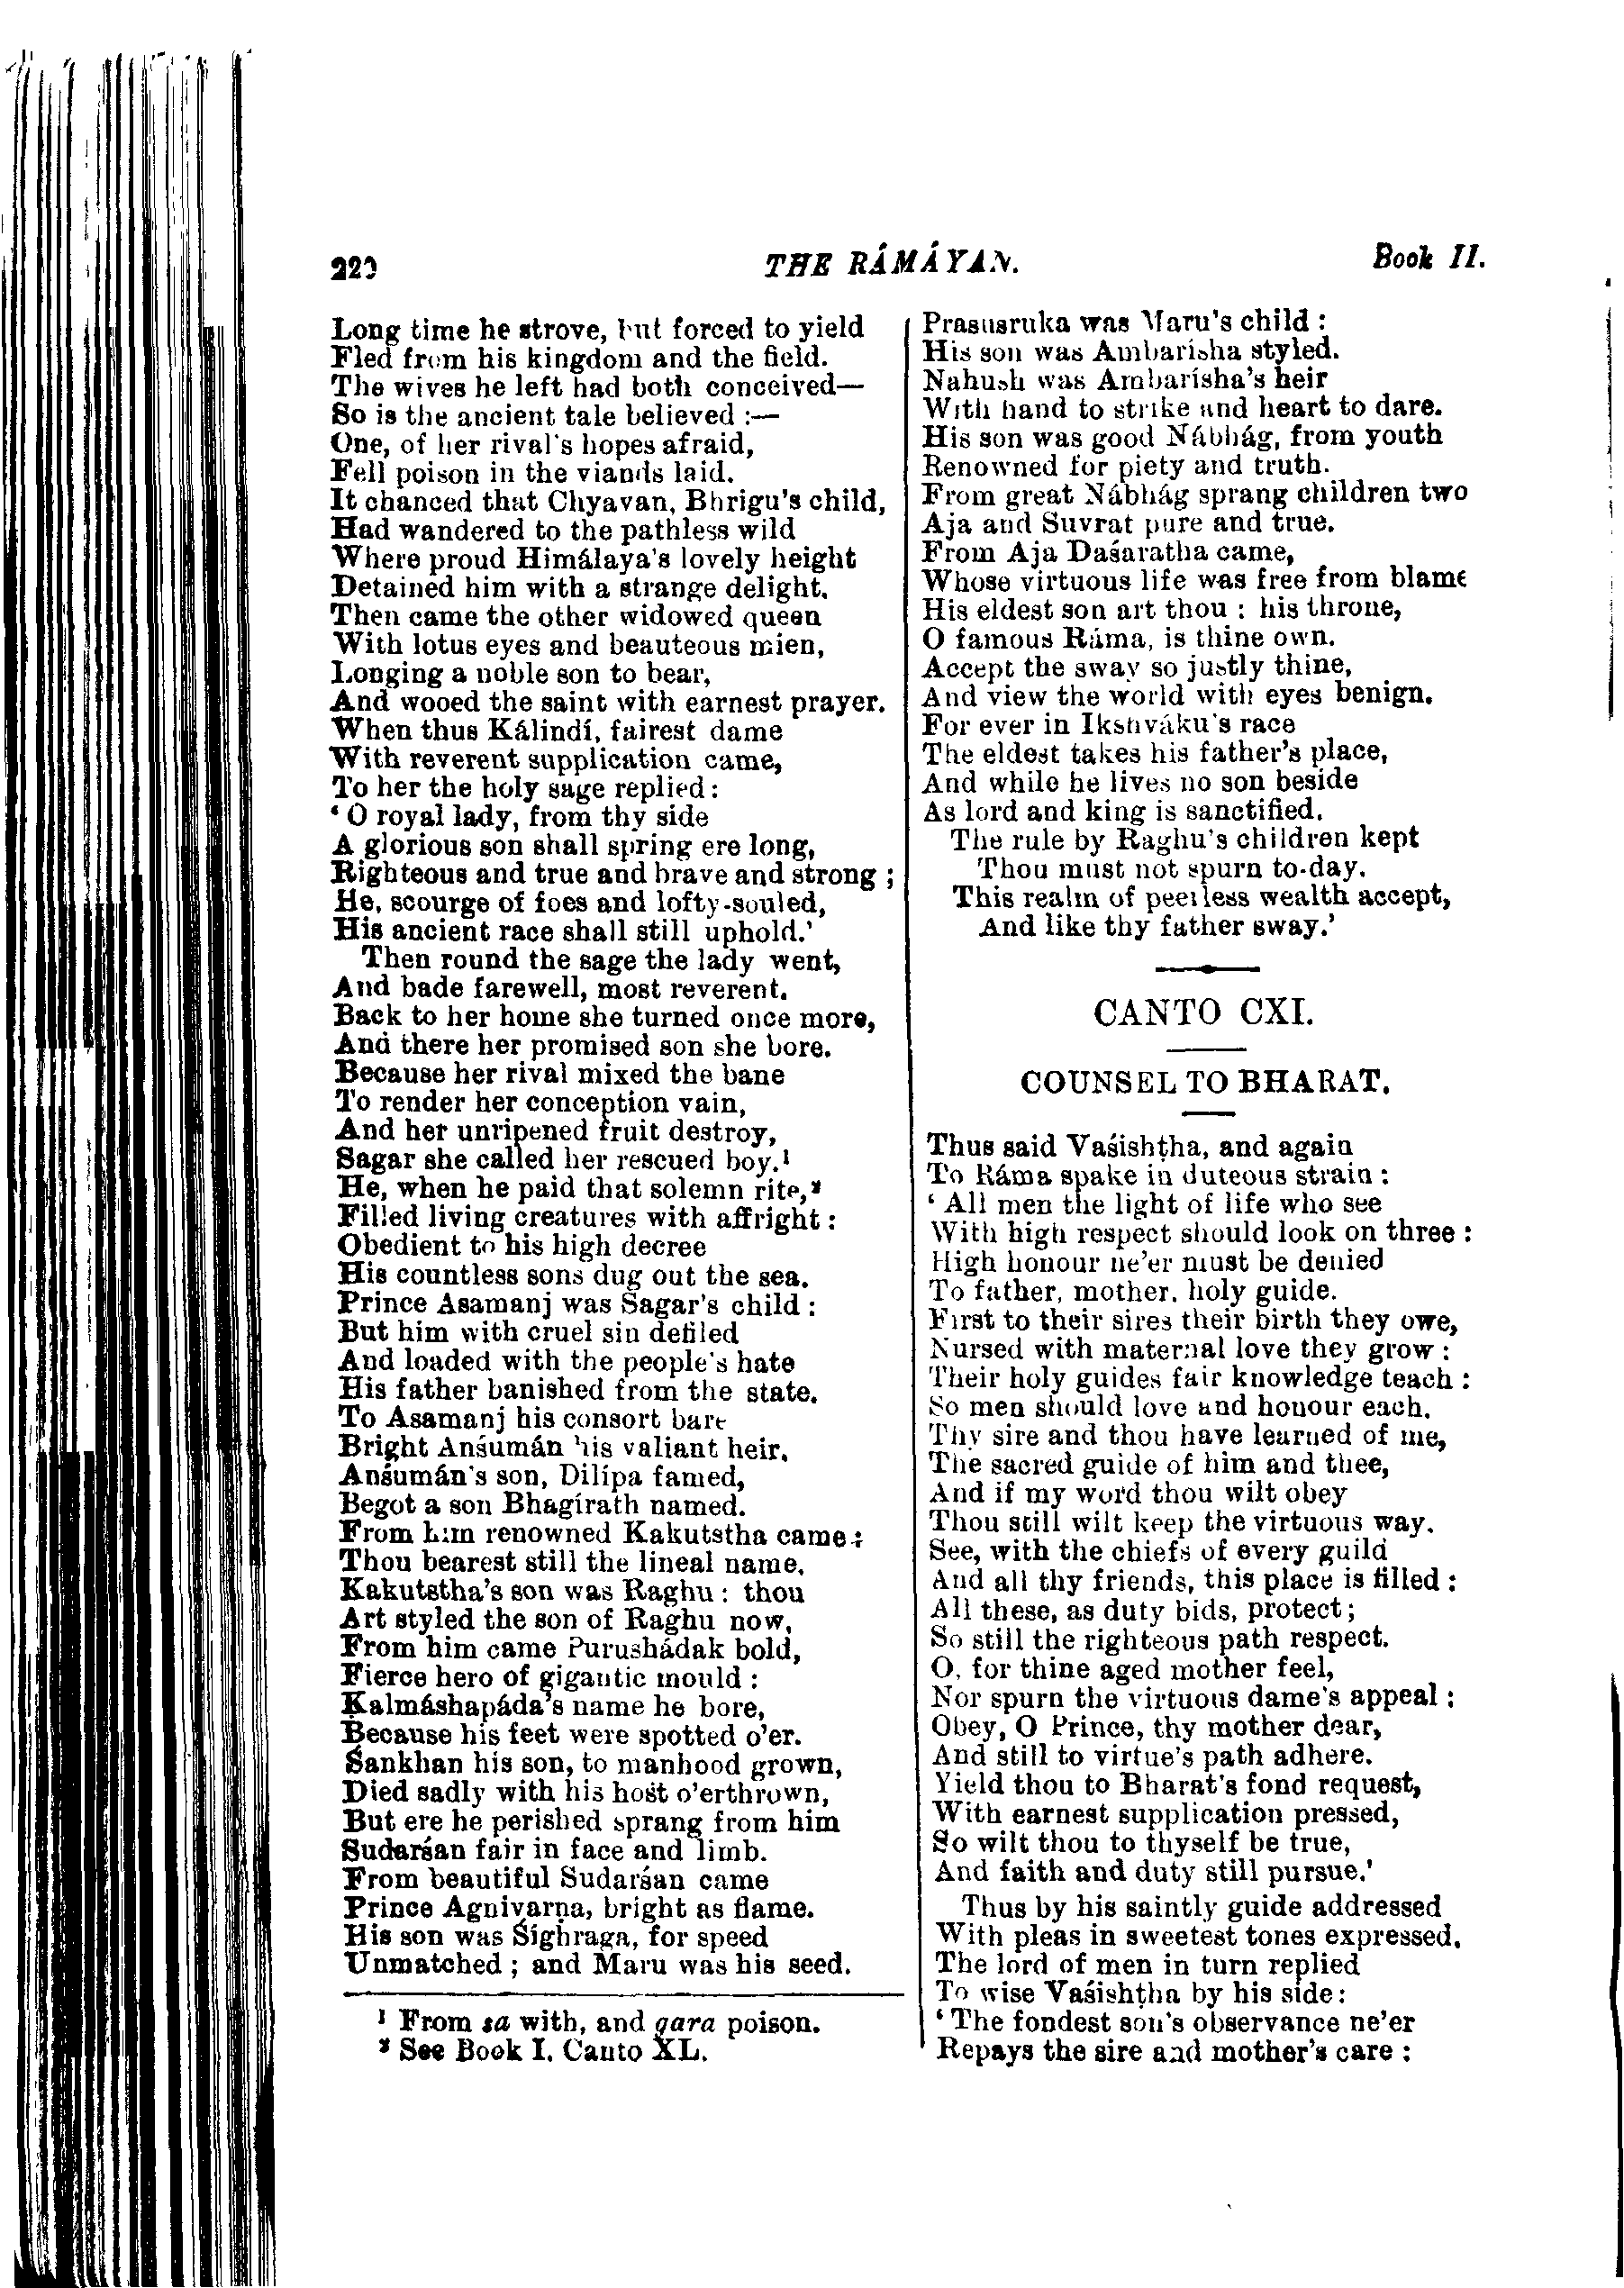 220 THE RÁMÁYAN. Book II.
Long time he strove, but forced to yield
Fled from his kingdom and the field.
The wives he left had both conceived—
So is the ancient tale believed :—
One, of her rival's hopes afraid,
Fell poison in the viands laid.
It chanced that Chyavan, Bhrigu's child,
Had wandered to the pathless wild
Where proud Himálaya's lovely height
Detained him with a strange delight.
Then came the other widowed queen
With lotus eyes and beauteous mien,
Longing a noble son to bear,
And wooed the saint with earnest prayer.
When thus Kálindí, fairest dame
With reverent supplication came,
To her the holy sage replied:
‘ O royal lady, from thy side
A glorious son shall spring ere long,
Righteous and true and brave and strong ;
He, scourge of foes and lofty-souled,
His ancient race shall still uphold.’
Then round the sage the lady went,
And bade farewell, most reverent.
Back to her home she turned once more,
And there her promised son she bore.
Because her rival mixed the bane
To render her conception vain,
And her unripened fruit destroy,
Sagar she called her rescued boy.¹
He, when he paid that solemn rite,²
Filled living creatures with affright :
Obedient to his high decree
His countless sons dug out the sea.
Prince Asamanj was Sagar's child :
But him with cruel sin defiled
And loaded with the people's hate
His father banished from the state.
To Asamanj his consort bare
Bright Anśumán his valiant heir.
Anśumán's son, Dilípa famed,
Begot a son Bhagírath named.
From him renowned Kakutstha came :
Thou bearest still the lineal name.
Kakutstha's son was Raghu : thou
Art styled the son of Raghu now.
From him came Purushádak bold,
Fierce hero of gigantic mould :
Kalmáshapáda's name he bore,
Because his feet were spotted o'er.
Śankhan his son, to manhood grown,
Died sadly with his host o'erthrown,
But ere he perished sprang from him
Sudarśan fair in face and limb.
From beautiful Sudarśan came
Prince Agnivarṇa, bright as flame.
His son was Śíghraga, for speed
Unmatched ; and Maru was his seed.
¹ From sa with, and gara poison.
² See Book I. Canto XL.
Prasusruka was Maru's child :
His son was Ambarísha styled.
Nahush was Ambarísha's heir
With hand to strike and heart to dare.
His son was good Nábhág, from youth
Renowned for piety and truth.
From great Nábhág sprang children two
Aja and Suvrat pure and true.
From Aja Daśaratha came,
Whose virtuous life was free from blame
His eldest son art thou : his throne,
O famous Ráma, is thine own.
Accept the sway so justly thine,
And view the world with eyes benign.
For ever in Ikshváku's race
The eldest takes his father's place,
And while he lives no son beside
As lord and king is sanctified.
The rule by Raghu's children kept
Thou must not spurn to-day.
This realm of peerless wealth accept,
And like thy father sway.’
CANTO CXI.
COUNSEL TO BHARAT.
Thus said Vaśishṭha, and again
To Ráma spake in duteous strain :
‘ All men the light of life who see
With high respect should look on three :
High honour ne'er must be denied
To father, mother, holy guide.
First to their sires their birth they owe,
Nursed with maternal love they grow :
Their holy guides fair knowledge teach :
So men should love and honour each.
Thy sire and thou have learned of me,
The sacred guide of him and thee,
And if my word thou wilt obey
Thou still wilt keep the virtuous way.
See, with the chiefs of every guild
And all thy friends, this place is filled :
All these, as duty bids, protect ;
So still the righteous path respect.
O, for thine aged mother feel,
Nor spurn the virtuous dame's appeal :
Obey, O Prince, thy mother dear,
And still to virtue's path adhere.
Yield thou to Bharat's fond request,
With earnest supplication pressed,
So wilt thou to thyself be true,
And faith and duty still pursue.’
Thus by his saintly guide addressed
With pleas in sweetest tones expressed,
The lord of men in turn replied
To wise Vaśishṭha by his side:
‘ The fondest son's observance ne'er
Repays the sire and mother's care :